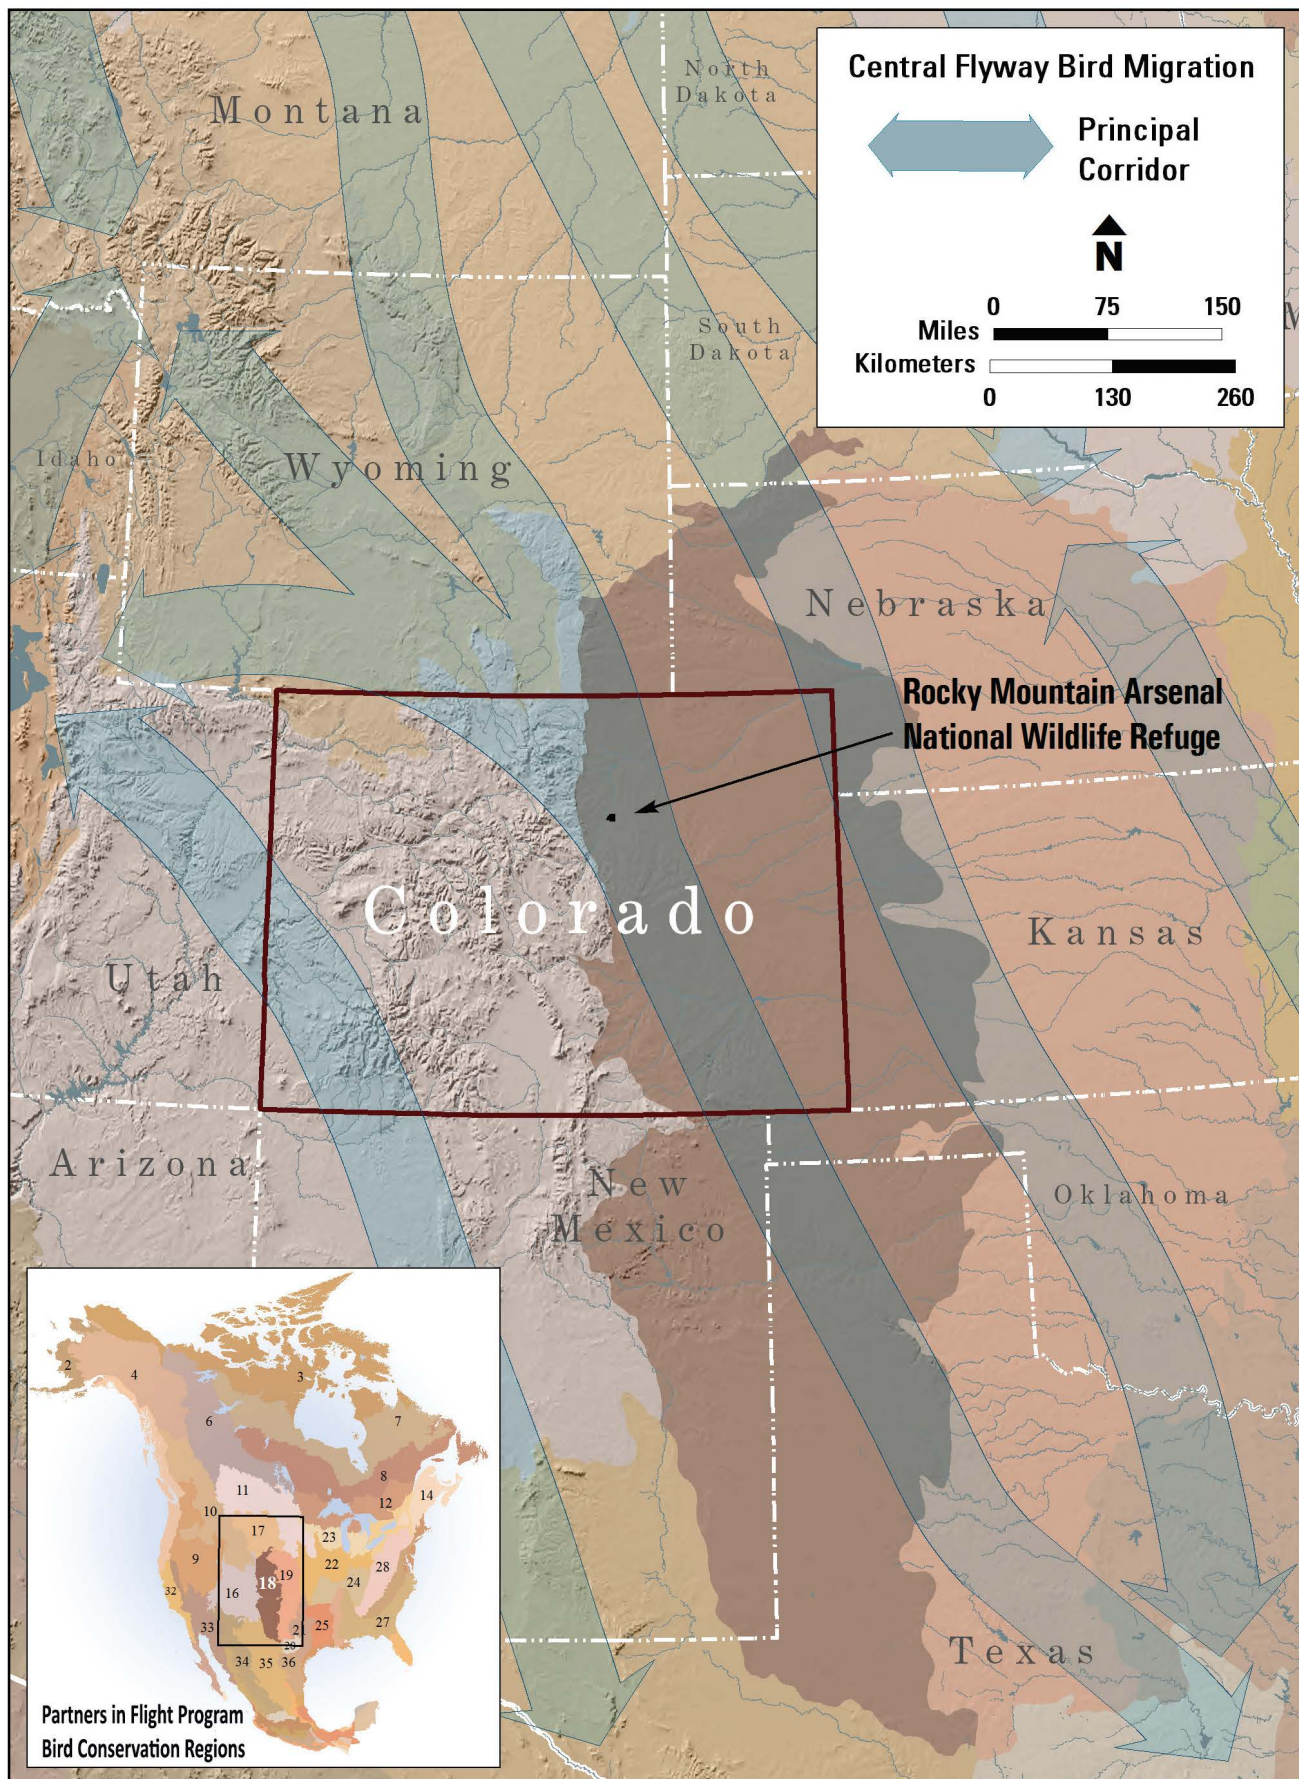 Central Flyway Bird Migration
Principal
Corridor
N
0 75 150
Miles
Kilometers
0 130 260
Montana
North
Dakota
South
Dakota
M
Idaho
Wyoming
Nebraska
Rocky Mountain Arsenal
National Wildlife Refuge
Colorado
Kansas
Utah
Arizona
New
Mexico
Oklahoma
Texas
2
4
3
6
7
8
11
14
10
12
17
23
9
22
28
19
18
16
24
32
33
21
25
27
20
34
35
36
Partners in Flight Program
Bird Conservation Regions